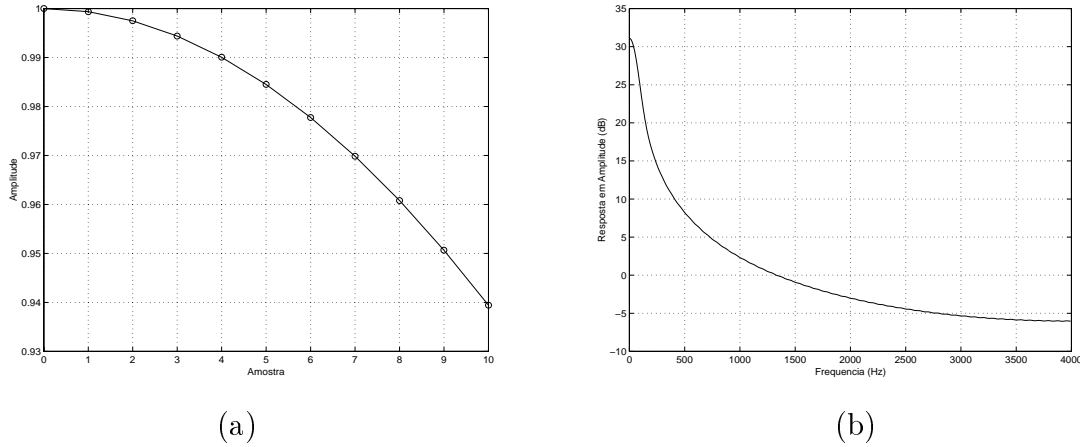 10
0.99
0.98
0.97
0.96
0.95
0.94
0.93
Amplitude
0 1 2 3 4 5 6 7 8 9 10
Amostra
(a)
35
30
25
20
15
10
5
0
−5
−10
Resposta em Amplitude (dB)
0 500 1000 1500 2000 2500 3000 3500 4000
Frequencia (Hz)
(b)